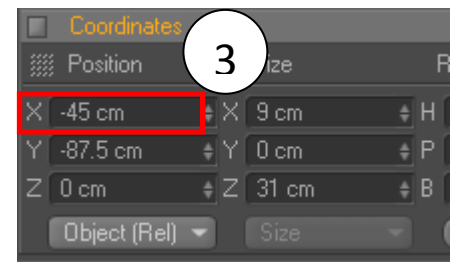 Coordinates
3
Position ize R
X -45 cm X 9 cm H
Y -87.5 cm Y 0 cm P
Z 0 cm Z 31 cm B
Object (Rel) Size